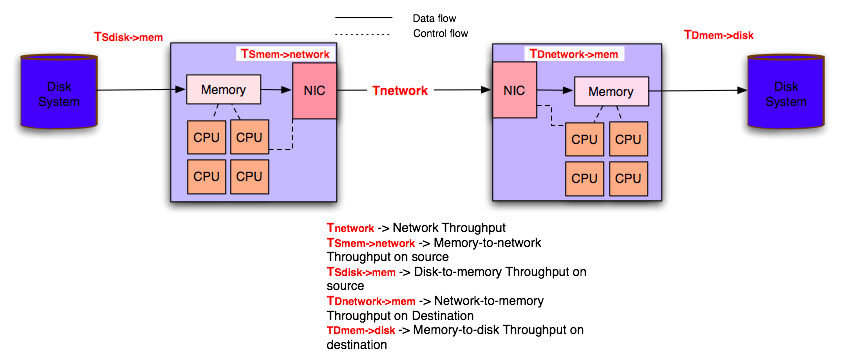 Data flow
Control flow
TSdisk->mem
TSmem->network
TDnetwork->mem
TDmem->disk
Disk
System
Memory
NIC
CPU
CPU
CPU
CPU
Tnetwork
NIC
Memory
CPU
CPU
CPU
CPU
Disk
System
Tnetwork -> Network Throughput
TSmem->network -> Memory-to-network
Throughput on source
TSdisk->mem -> Disk-to-memory Throughput on
source
TDnetwork->mem -> Network-to-memory
Throughput on Destination
TDmem->disk -> Memory-to-disk Throughput on
destination